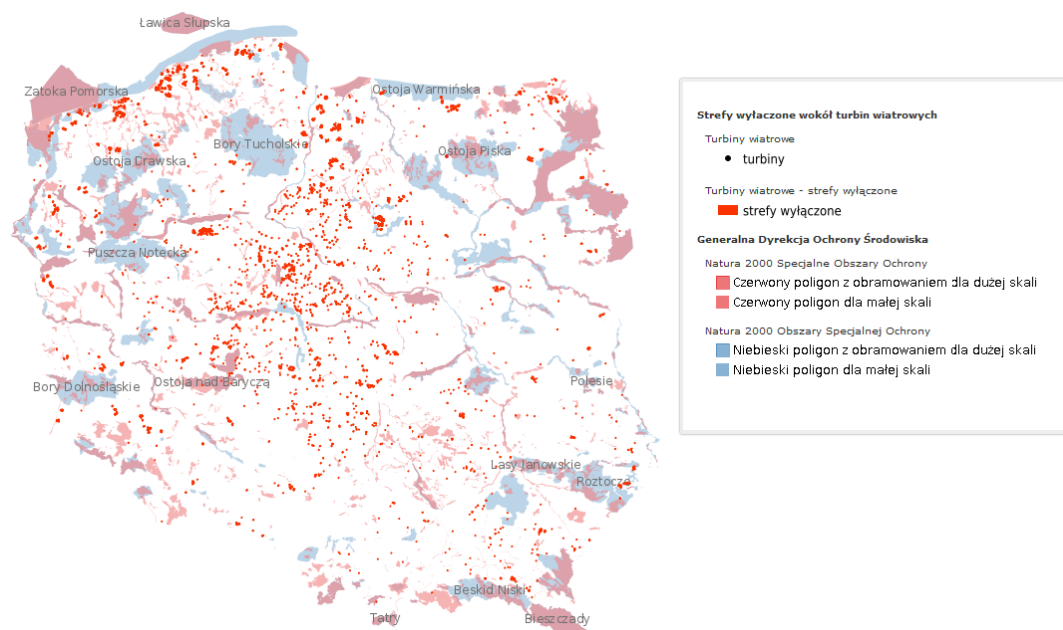 Ławica Słupska
Zatoka Pomorska
Ostoja Warmińska
Bory Tucholskie
Ostoja Piska
Ostoja Drawska
Puszcza Notecka
Bory Dolnośląskie
Ostoja nad Baryczą
Polesie
Lasy Janowskie
Roztocze
Beskid Niski
Tatry
Bieszczady
Strefy wyłaczone wokół turbin wiatrowych
Turbiny wiatrowe
turbiny
Turbiny wiatrowe - strefy wyłączone
strefy wyłączone
Generalna Dyrekcja Ochrony Środowiska
Natura 2000 Specjalne Obszary Ochrony
Czerwony poligon z obramowaniem dla dużej skali
Czerwony poligon dla małej skali
Natura 2000 Obszary Specjalnej Ochrony
Niebieski poligon z obramowaniem dla dużej skali
Niebieski poligon dla małej skali